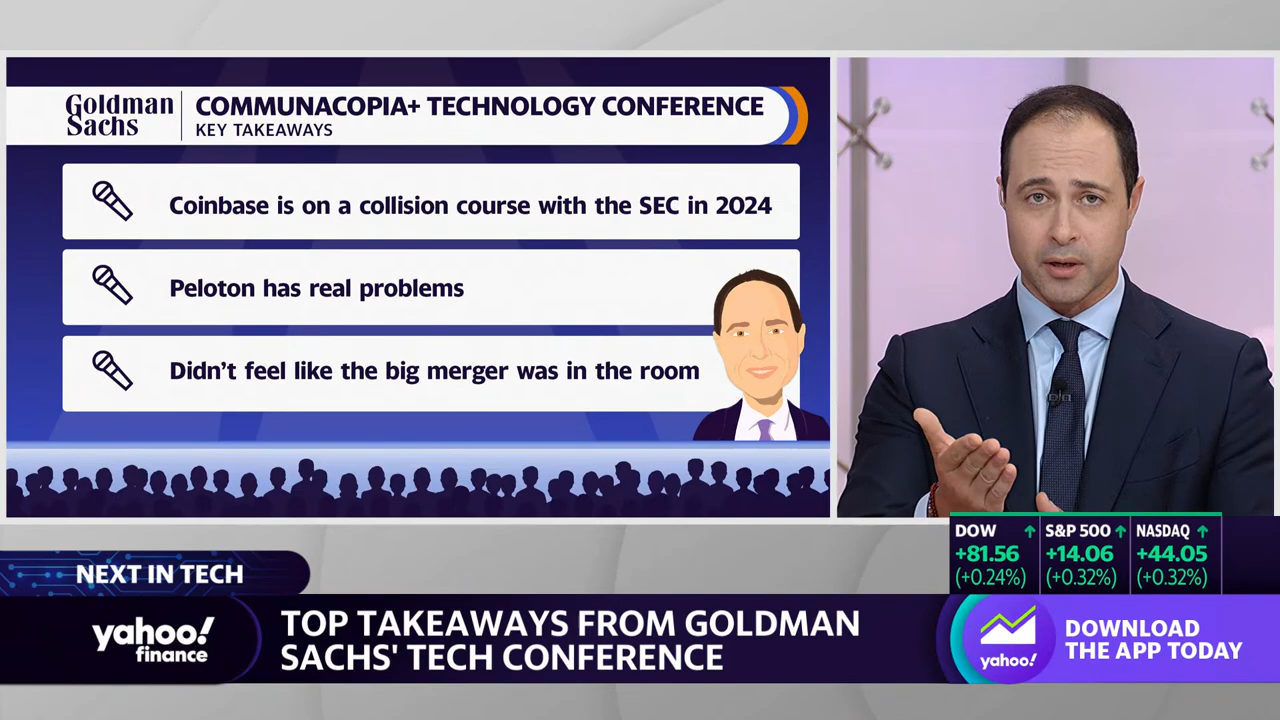 Goldman
Sachs
COMMUNACOPIA+ TECHNOLOGY CONFERENCE
KEY TAKEAWAYS
Coinbase is on a collision course with the SEC in 2024
Peloton has real problems
Didn't feel like the big merger was in the room
DOW
+81.56
(+0.24%)
S&P 500
+14.06
(+0.32%)
NASDAQ
+44.05
(+0.32%)
NEXT IN TECH
yahoo!
finance
TOP TAKEAWAYS FROM GOLDMAN
SACHS' TECH CONFERENCE
yahoo!
DOWNLOAD
THE APP TODAY